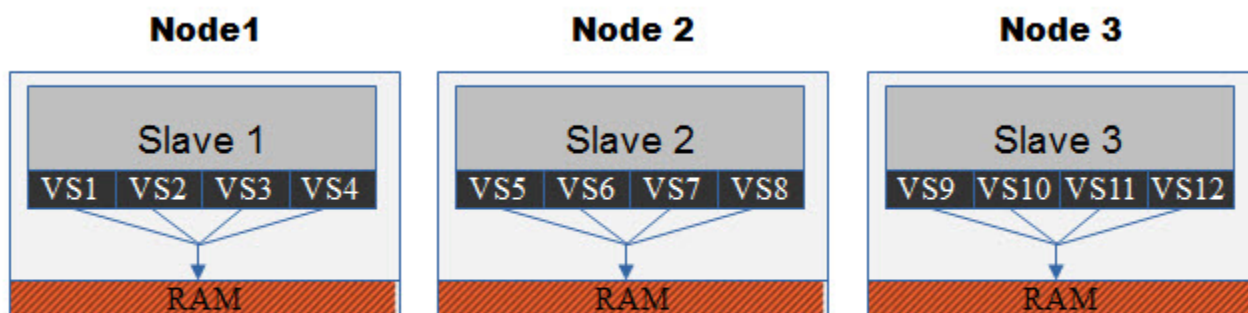 Node1 Node 2 Node 3
Slave 1 Slave 2 Slave 3
VS1 VS2 VS3 VS4 VS5 VS6 VS7 VS8 VS9 VS10 VS11 VS12
RAM RAM RAM